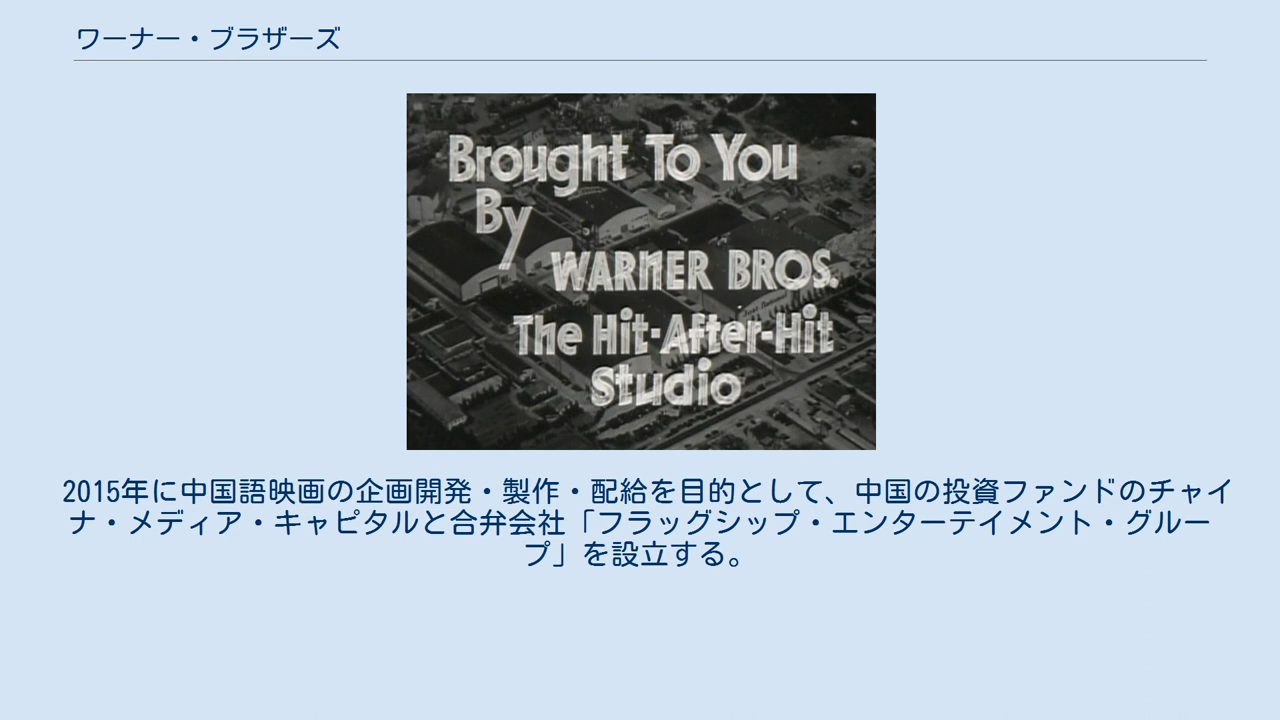 ワーナー・ブラザーズ
Brought To You
By
WARNER BROS.
The Hit-After-Hit
Studio
2015年に中国語映画の企画開発・製作・配給を目的として、中国の投資ファンドのチャイ
ナ・メディア・キャピタルと合弁会社「フラッグシップ・エンターテイメント・グルー
プ」を設立する。